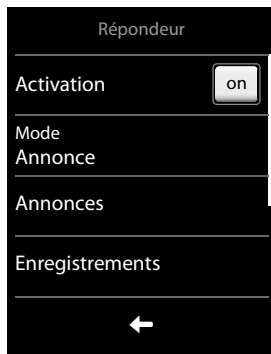 Répondeur
Activation
on
Mode
Annonce
Annonces
Enregistrements